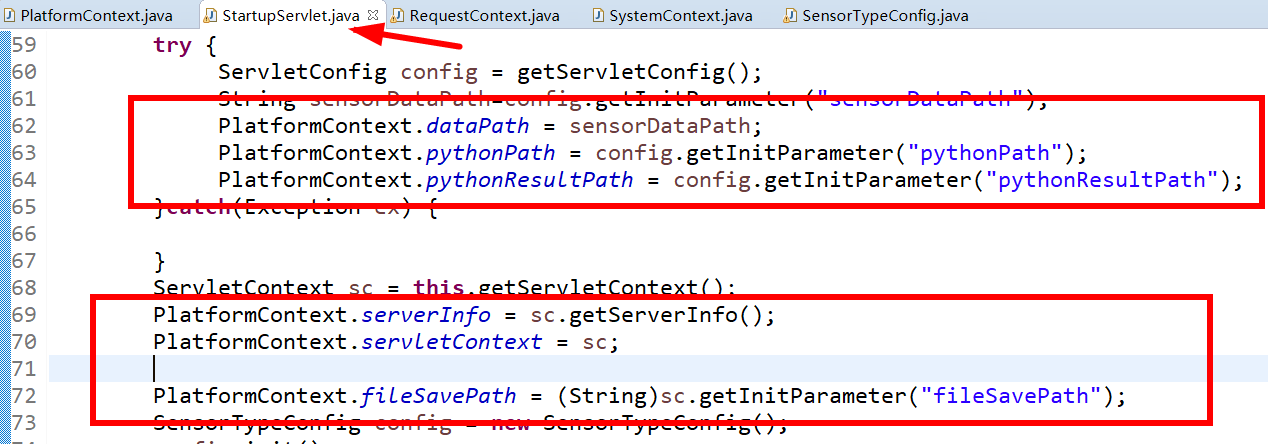 PlatformContext.java StartupServlet.java RequestContext.java SystemContext.java SensorTypeConfig.java
59 try {
60 ServletConfig config = getServletConfig();
61 String sensorDataPath=config.getInitParameter("sensorDataPath");
62 PlatformContext.dataPath = sensorDataPath;
63 PlatformContext.pythonPath = config.getInitParameter("pythonPath");
64 PlatformContext.pythonResultPath = config.getInitParameter("pythonResultPath");
65 }catch(Exception ex) {
66
67 }
68 ServletContext sc = this.getServletContext();
69 PlatformContext.serverInfo = sc.getServerInfo();
70 PlatformContext.servletContext = sc;
71
72 PlatformContext.fileSavePath = (String)sc.getInitParameter("fileSavePath");
73 SensorTypeConfig config = new SensorTypeConfig();